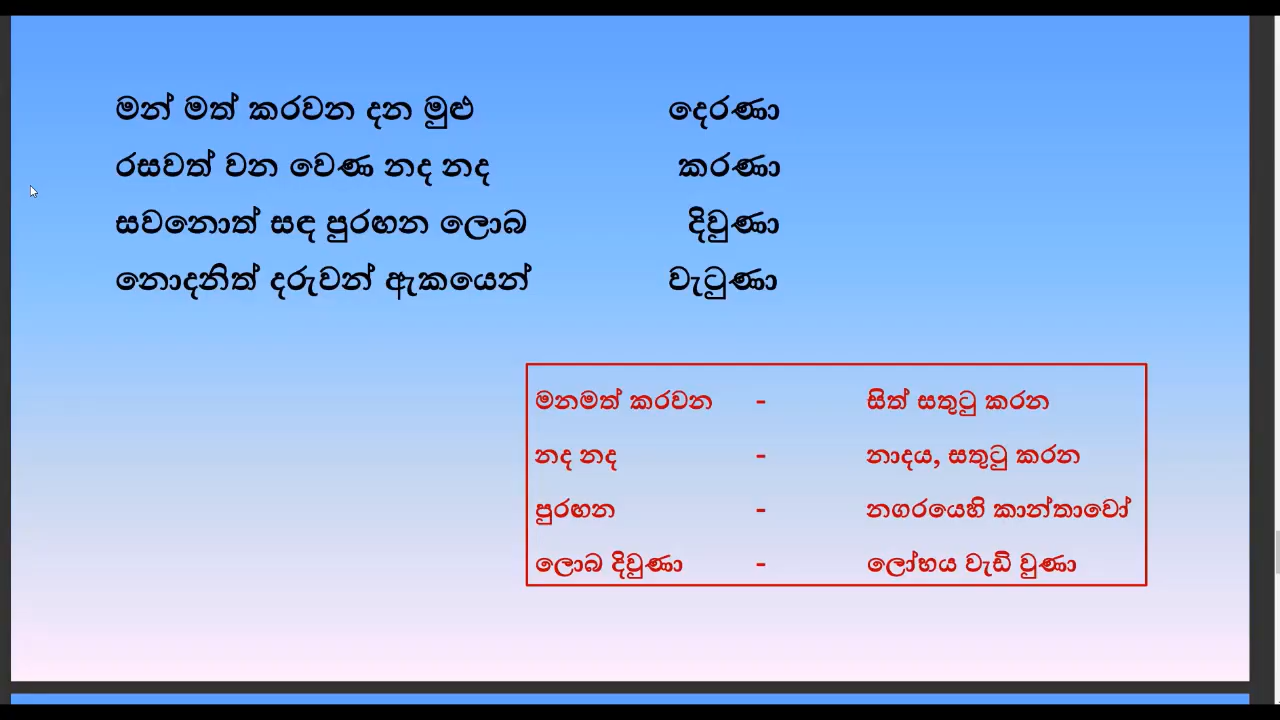 මන් මත් කරවන දන මුළු දෙරණා
රසවත් වන වෙණ නද නද කරණා
සවනොත් සඳ පුරඟන ලොබ දිවුණා
නොදනිත් දරුවන් ඇකයෙන් වැටුණා
මනමත් කරවන - සිත් සතුටු කරන
නද නද - නාදය, සතුටු කරන
පුරඟන - නගරයෙහි කාන්තාවෝ
ලොබ දිවුණා - ලෝභය වැඩි වුණා